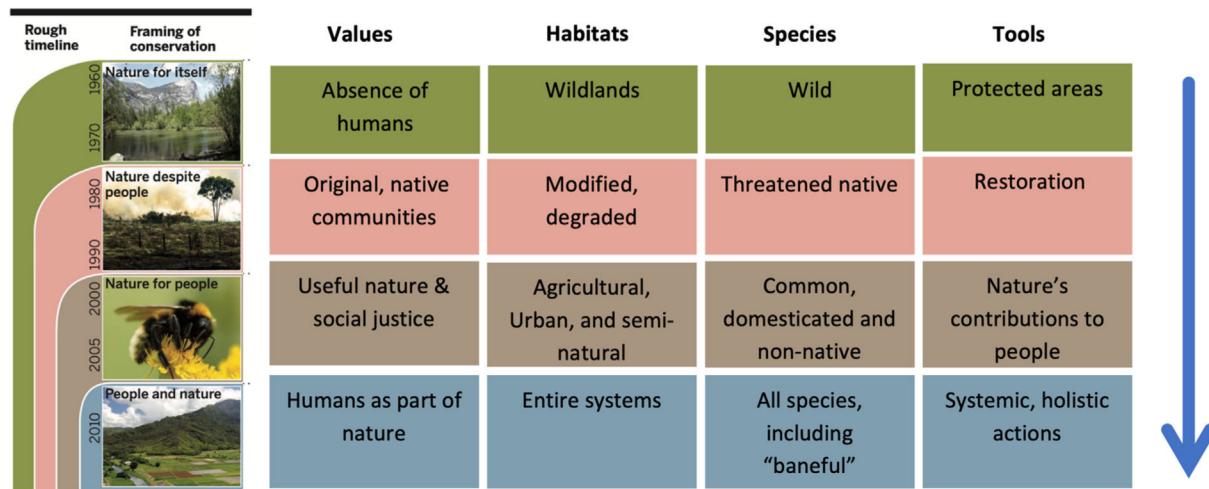 Rough
timeline
Framing of
conservation
Values
Habitats
Species
Tools
1960
1970
Nature for itself
Absence of
humans
Wildlands
Wild
Protected areas
1980
1990
Nature despite
people
Original, native
communities
Modified,
degraded
Threatened native
Restoration
2000
2005
Nature for people
Useful nature &
social justice
Agricultural,
Urban, and semi-
natural
Common,
domesticated and
non-native
Nature’s
contributions to
people
2010
People and nature
Humans as part of
nature
Entire systems
All species,
including
“baneful”
Systemic, holistic
actions